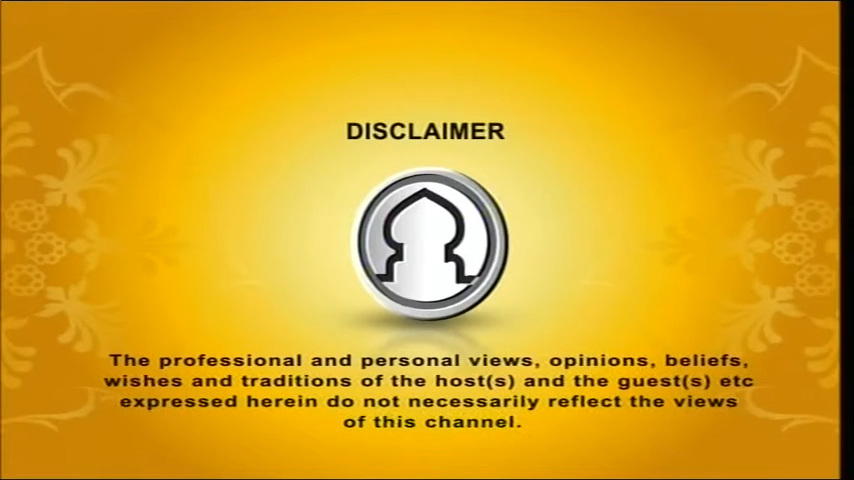 DISCLAIMER
The professional and personal views, opinions, beliefs,
wishes and traditions of the host(s) and the guest(s) etc
expressed herein do not necessarily reflect the views
of this channel.